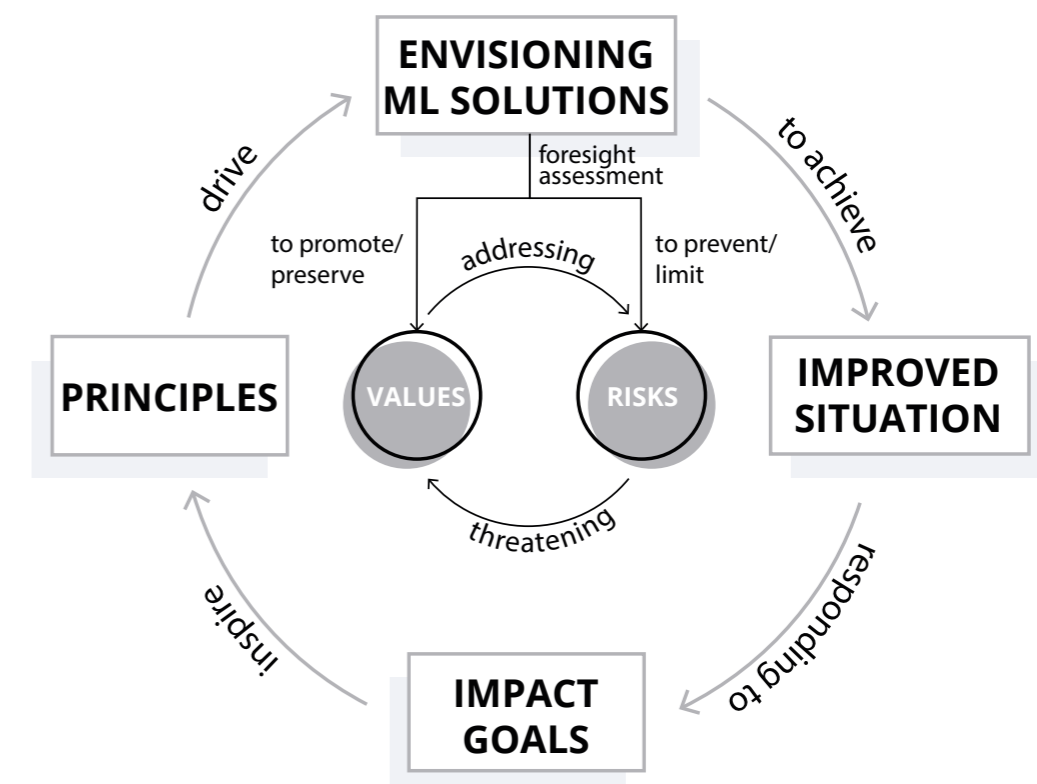 ENVISIONING
ML SOLUTIONS
foresight
assessment
drive
to achieve
to promote/
preserve
addressing
to prevent/
limit
PRINCIPLES
VALUES
RISKS
IMPROVED
SITUATION
threatening
inspire
responding to
IMPACT
GOALS